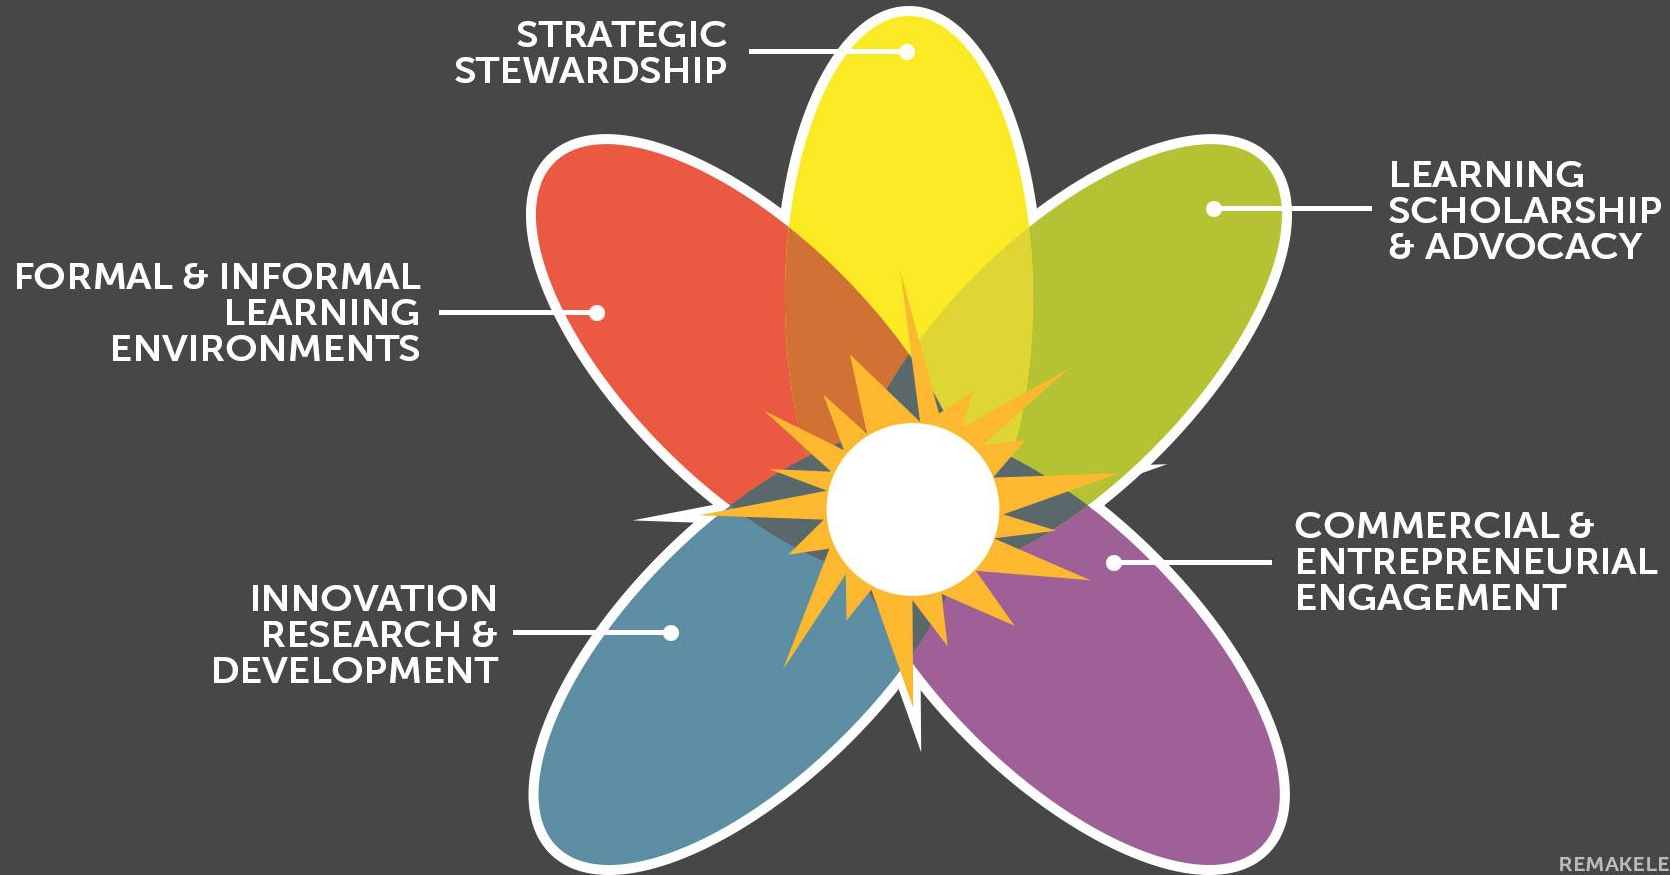 STRATEGIC
STEWARDSHIP
LEARNING
SCHOLARSHIP
& ADVOCACY
FORMAL & INFORMAL
LEARNING
ENVIRONMENTS
COMMERCIAL &
ENTREPRENEURIAL
ENGAGEMENT
INNOVATION
RESEARCH &
DEVELOPMENT
REMAKELE